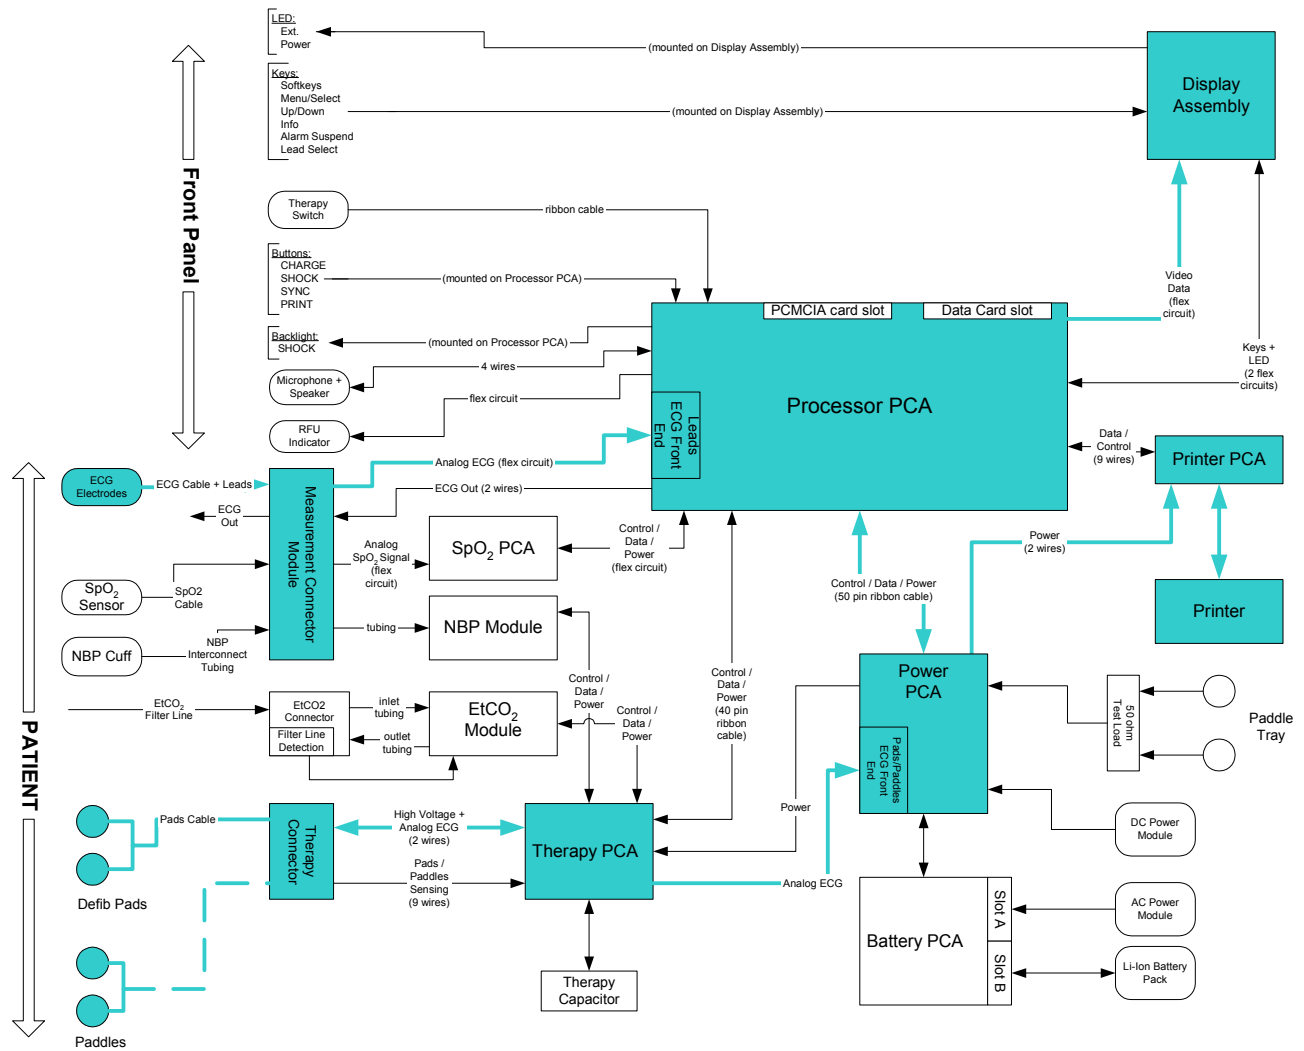 LED:
Ext.
Power
(mounted on Display Assembly)
Keys:
Softkeys
Menu/Select
Up/Down
Info
Alarm Suspend
Lead Select
(mounted on Display Assembly)
Display
Assembly
Front Panel
Therapy
Switch
ribbon cable
Buttons:
CHARGE
SHOCK
SYNC
PRINT
(mounted on Processor PCA)
Backlight:
SHOCK
(mounted on Processor PCA)
Microphone +
Speaker
4 wires
RFU
Indicator
flex circuit
PCMCIA card slot
Data Card slot
Processor PCA
Leads
ECG Front
End
Video
Data
(flex
circuit)
Keys +
LED
(2 flex
circuits)
Data /
Control
(9 wires)
Printer PCA
Power
(2 wires)
Printer
PATIENT
ECG
Electrodes
ECG Cable + Leads
Analog ECG (flex circuit)
ECG
Out
ECG Out (2 wires)
Measurement Connector
Module
SpO2
Sensor
SpO2
Cable
Analog
SpO2 Signal
(flex
circuit)
SpO2 PCA
Control /
Data /
Power
(flex circuit)
NBP Cuff
NBP
Interconnect
Tubing
tubing
NBP Module
Control /
Data /
Power
EtCO2
Filter Line
EtCO2
Connector
Filter Line
Detection
inlet
tubing
outlet
tubing
EtCO2
Module
Control
/Data /
Power
Control /
Data /
Power
(40 pin
ribbon
cable)
Control / Data / Power
(50 pin ribbon cable)
Power
PCA
Pads/Paddles
ECG Front
End
50 ohm
Test Load
Paddle
Tray
Pads Cable
Defib Pads
Paddles
Therapy
Connector
High Voltage +
Analog ECG
(2 wires)
Pads /
Paddles
Sensing
(9 wires)
Therapy PCA
Power
Analog ECG
Therapy
Capacitor
Battery PCA
Slot A
Slot B
DC Power
Module
AC Power
Module
Li-Ion Battery
Pack